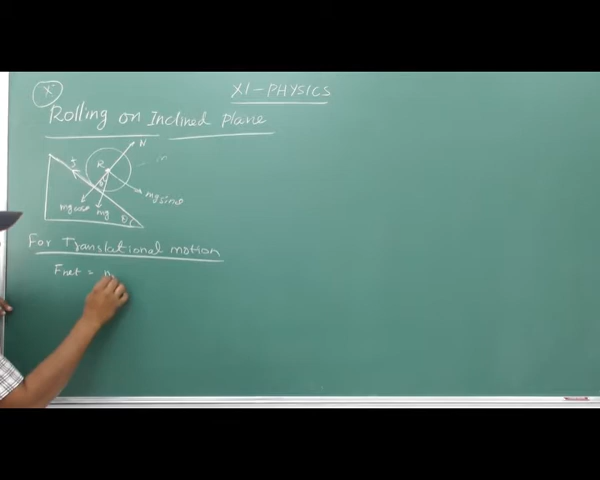 XI-PHYSICS
Rolling on Inclined plane
N
R
m
mg sinθ
mg cosθ
mg
θ
For Translational motion
Fnet =